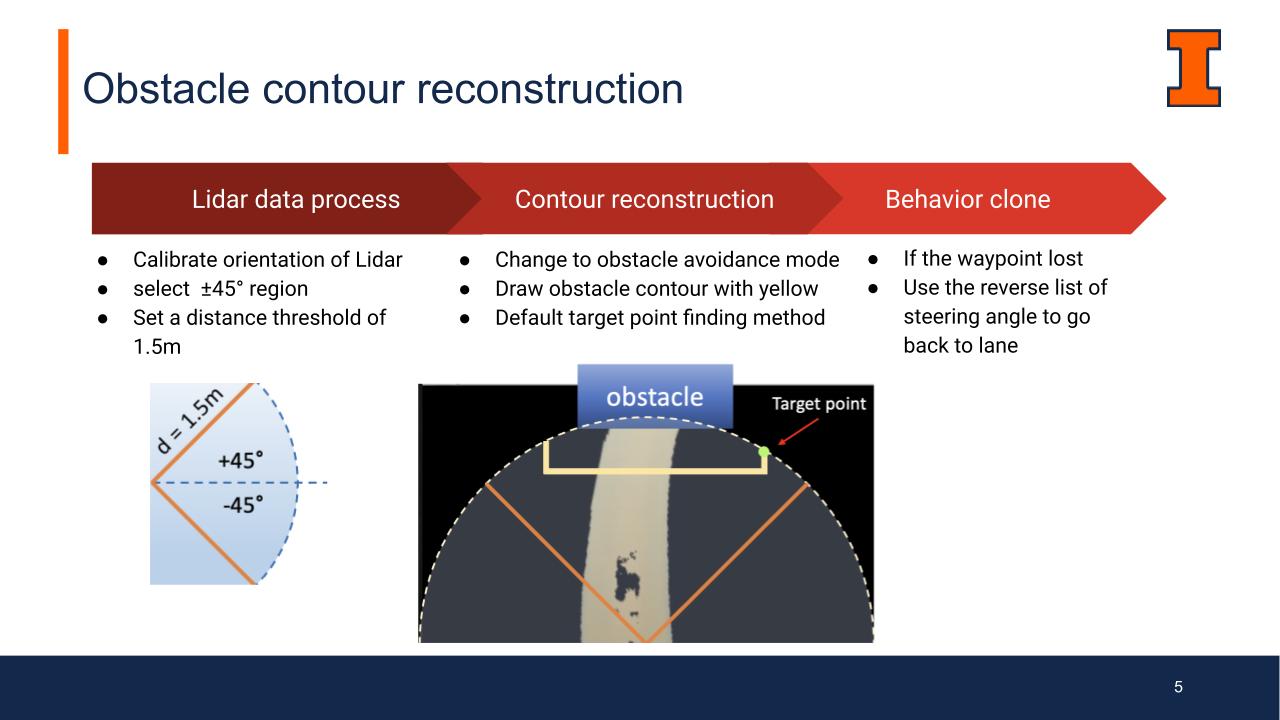 Obstacle contour reconstruction
Lidar data process
Contour reconstruction
Behavior clone
● Calibrate orientation of Lidar
● select ±45° region
● Set a distance threshold of
1.5m
● Change to obstacle avoidance mode
● Draw obstacle contour with yellow
● Default target point finding method
● If the waypoint lost
● Use the reverse list of
steering angle to go
back to lane
d = 1.5m
+45°
-45°
obstacle
Target point
5